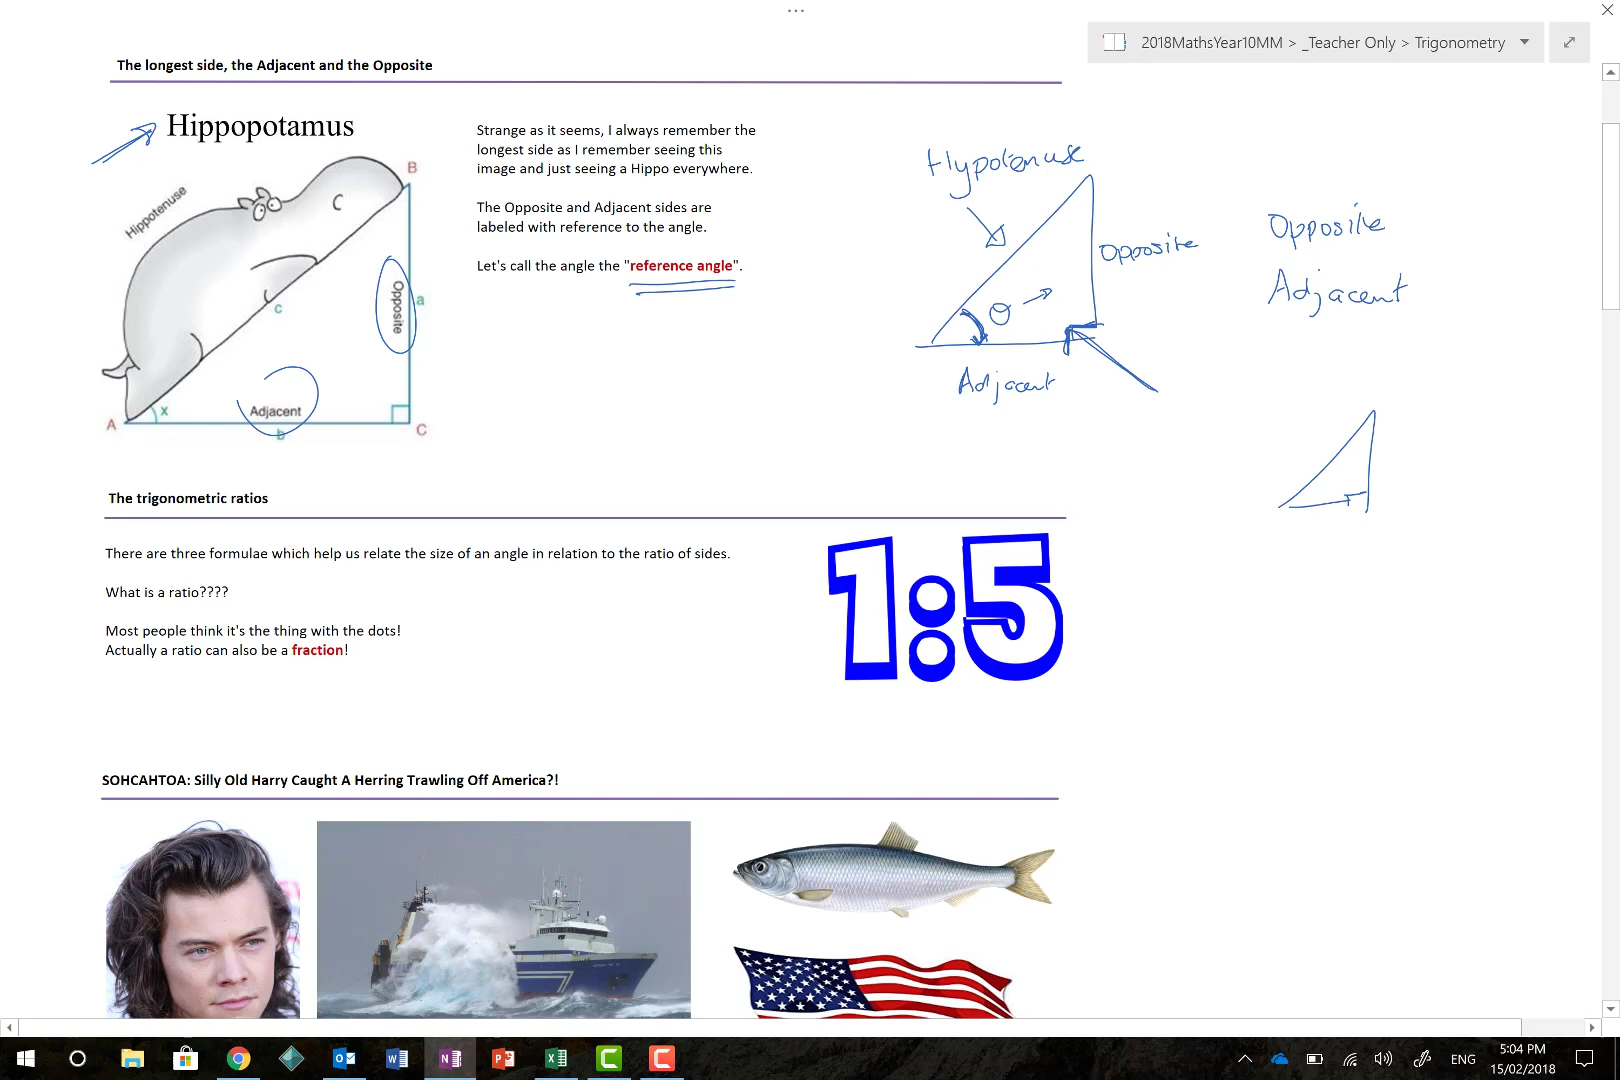 2018MathsYear10MM > _Teacher Only > Trigonometry
The longest side, the Adjacent and the Opposite
Hippopotamus
Hippotenuse
B
C
Opposite
a
c
x
Adjacent
b
A
C
Strange as it seems, I always remember the
longest side as I remember seeing this
image and just seeing a Hippo everywhere.
The Opposite and Adjacent sides are
labeled with reference to the angle.
Let's call the angle the "reference angle".
Hypotenuse
Opposite
θ
Adjacent
Opposite
Adjacent
The trigonometric ratios
There are three formulae which help us relate the size of an angle in relation to the ratio of sides.
What is a ratio????
Most people think it's the thing with the dots!
Actually a ratio can also be a fraction!
1:5
SOHCAHTOA: Silly Old Harry Caught A Herring Trawling Off America?!
ENG
5:04 PM
15/02/2018